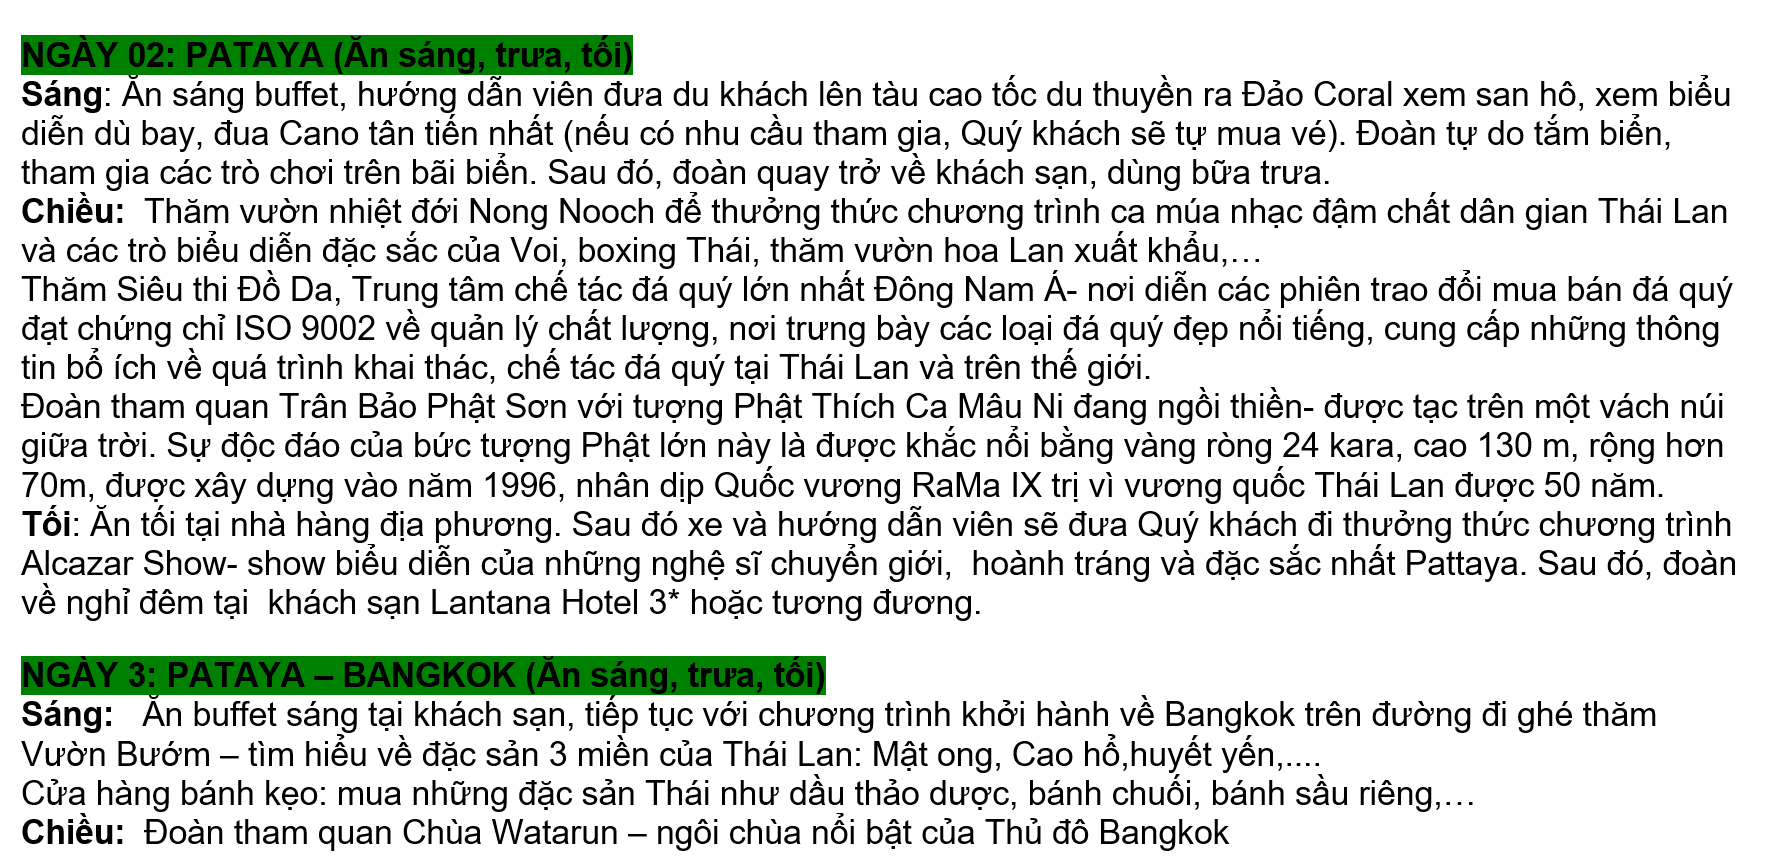 NGÀY 02: PATAYA (Ăn sáng, trưa, tối)
Sáng: Ăn sáng buffet, hướng dẫn viên đưa du khách lên tàu cao tốc du thuyền ra Đảo Coral xem san hô, xem biểu
diễn dù bay, đua Cano tân tiến nhất (nếu có nhu cầu tham gia, Quý khách sẽ tự mua vé). Đoàn tự do tắm biển,
tham gia các trò chơi trên bãi biển. Sau đó, đoàn quay trở về khách sạn, dùng bữa trưa.
Chiều:  Thăm vườn nhiệt đới Nong Nooch để thưởng thức chương trình ca múa nhạc đậm chất dân gian Thái Lan
và các trò biểu diễn đặc sắc của Voi, boxing Thái, thăm vườn hoa Lan xuất khẩu,…
Thăm Siêu thi Đồ Da, Trung tâm chế tác đá quý lớn nhất Đông Nam Á- nơi diễn các phiên trao đổi mua bán đá quý
đạt chứng chỉ ISO 9002 về quản lý chất lượng, nơi trưng bày các loại đá quý đẹp nổi tiếng, cung cấp những thông
tin bổ ích về quá trình khai thác, chế tác đá quý tại Thái Lan và trên thế giới.
Đoàn tham quan Trân Bảo Phật Sơn với tượng Phật Thích Ca Mâu Ni đang ngồi thiền- được tạc trên một vách núi
giữa trời. Sự độc đáo của bức tượng Phật lớn này là được khắc nổi bằng vàng ròng 24 kara, cao 130 m, rộng hơn
70m, được xây dựng vào năm 1996, nhân dịp Quốc vương RaMa IX trị vì vương quốc Thái Lan được 50 năm.
Tối: Ăn tối tại nhà hàng địa phương. Sau đó xe và hướng dẫn viên sẽ đưa Quý khách đi thưởng thức chương trình
Alcazar Show- show biểu diễn của những nghệ sĩ chuyển giới,  hoành tráng và đặc sắc nhất Pattaya. Sau đó, đoàn
về nghỉ đêm tại  khách sạn Lantana Hotel 3* hoặc tương đương.
NGÀY 3: PATAYA – BANGKOK (Ăn sáng, trưa, tối)
Sáng:   Ăn buffet sáng tại khách sạn, tiếp tục với chương trình khởi hành về Bangkok trên đường đi ghé thăm
Vườn Bướm – tìm hiểu về đặc sản 3 miền của Thái Lan: Mật ong, Cao hổ,huyết yến,....
Cửa hàng bánh kẹo: mua những đặc sản Thái như dầu thảo dược, bánh chuối, bánh sầu riêng,…
Chiều:  Đoàn tham quan Chùa Watarun – ngôi chùa nổi bật của Thủ đô Bangkok